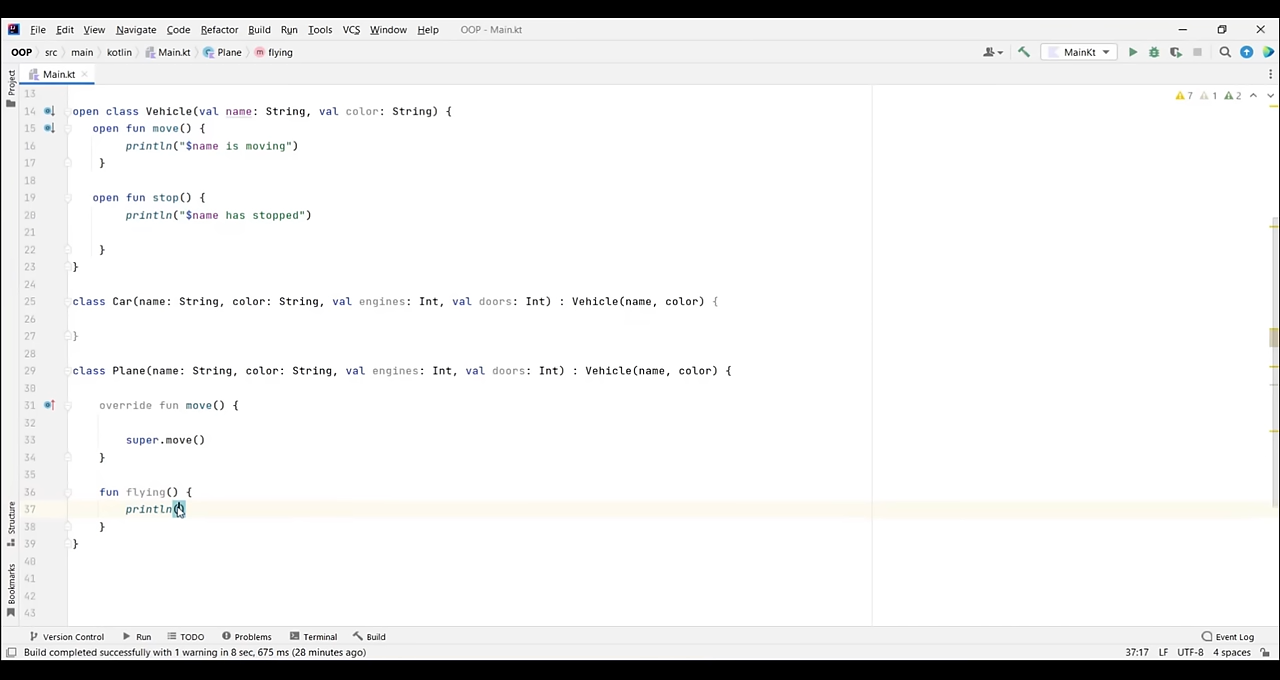 File Edit View Navigate Code Refactor Build Run Tools VCS Window Help OOP - Main.kt
OOP src main kotlin Main.kt Plane flying MainKt
Project Main.kt
13
14 open class Vehicle(val name: String, val color: String) { 7 1 2
15 open fun move() {
16 println("$name is moving")
17 }
18
19 open fun stop() {
20 println("$name has stopped")
21
22 }
23 }
24
25 class Car(name: String, color: String, val engines: Int, val doors: Int) : Vehicle(name, color) {
26
27 }
28
29 class Plane(name: String, color: String, val engines: Int, val doors: Int) : Vehicle(name, color) {
30
31 override fun move() {
32
33 super.move()
34 }
35
36 fun flying() {
37 println()
38 }
39 }
40
41
42
43
Structure
Bookmarks
Version Control Run TODO Problems Terminal Build Event Log
Build completed successfully with 1 warning in 8 sec, 675 ms (28 minutes ago) 37:17 LF UTF-8 4 spaces